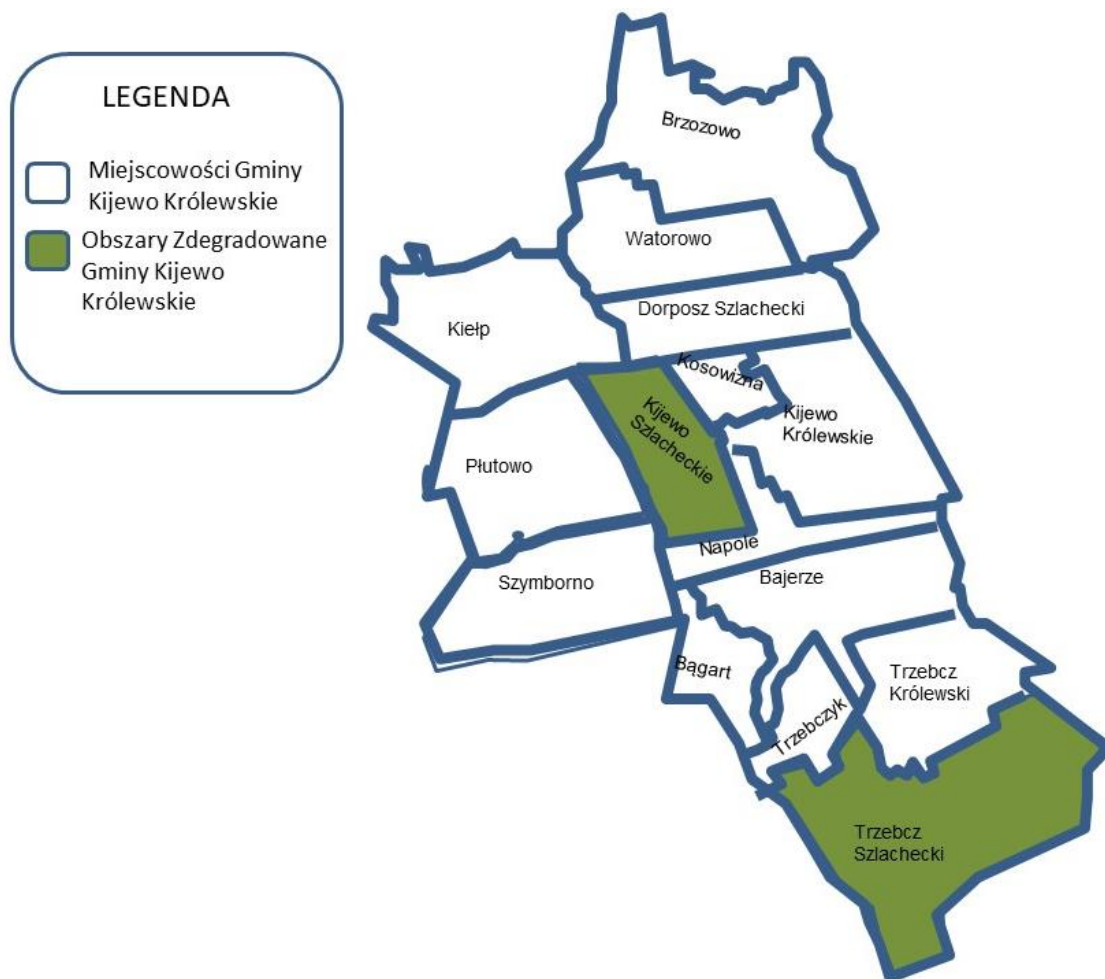 LEGENDA
Miejscowości Gminy
Kijewo Królewskie
Obszary Zdegradowane
Gminy Kijewo
Królewskie
Brzozowo
Watorowo
Dorposz Szlachecki
Kiełp
Kosowizna
Kijewo
Szlacheckie
Kijewo
Królewskie
Płutowo
Napole
Szymborno
Bajerze
Bągart
Trzebcz
Królewski
Trzebczyk
Trzebcz
Szlachecki